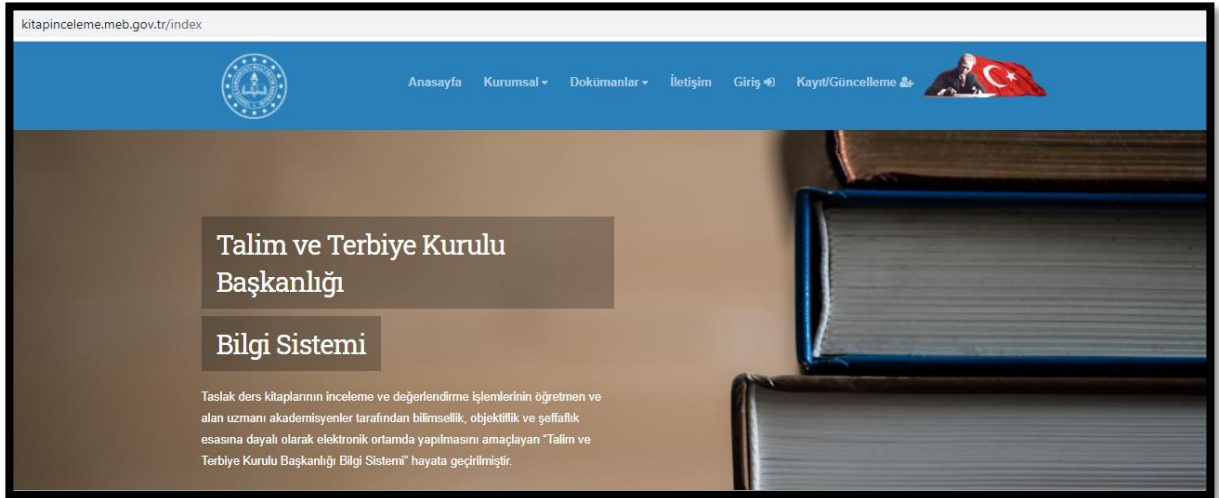 kitapinceleme.meb.gov.tr/index
Anasayfa Kurumsal Dokümanlar İletişim Giriş Kayıt/Güncelleme
Talim ve Terbiye Kurulu
Başkanlığı
Bilgi Sistemi
Taslak ders kitaplarının inceleme ve değerlendirme işlemlerinin öğretmen ve
alan uzmanı akademisyenler tarafından bilimsellik, objektiflik ve şeffaflık
esasına dayalı olarak elektronik ortamda yapılmasını amaçlayan "Talim ve
Terbiye Kurulu Başkanlığı Bilgi Sistemi" hayata geçirilmiştir.